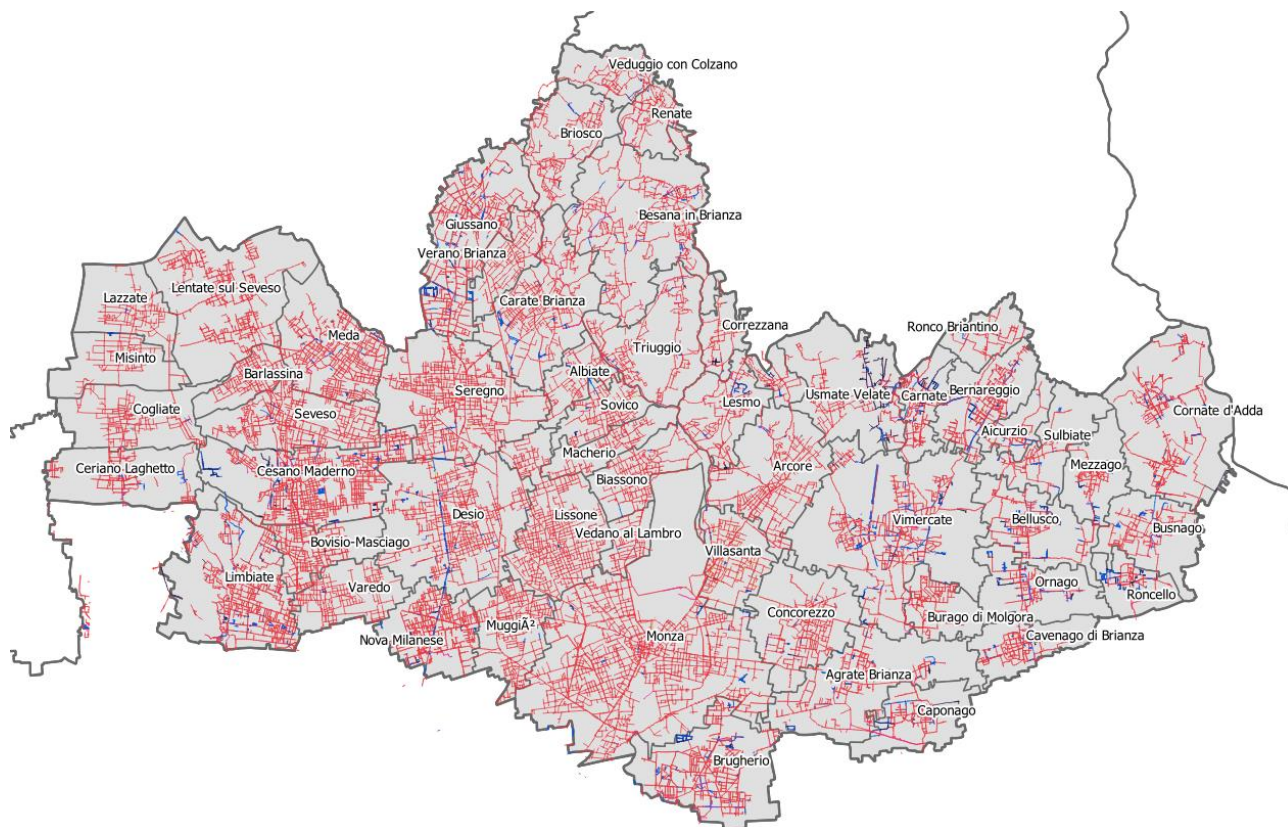 Veduggio con Colzano
Renate
Briosco
Besana in Brianza
Giussano
Verano Brianza
Lentate sul Seveso
Lazzate
Carate Brianza
Correzzana
Ronco Briantino
Meda
Triuggio
Misinto
Barlassina
Albiate
Seregno
Usmate Velate
Carnate
Bernareggio
Lesmo
Sovico
Cogliate
Seveso
Cornate d'Adda
Aicurzio
Sulbiate
Macherio
Mezzago
Ceriano Laghetto
Cesano Maderno
Arcore
Biassono
Desio
Lissone
Vimercate
Bellusco,
Busnago
Vedano al Lambro
Bovisio-Masciago
Villasanta
Limbiate
Varedo
Ornago
Roncello
Concorezzo
Burago di Molgora
MuggiÃ²
Nova Milanese
Monza
Cavenago di Brianza
Agrate Brianza
Caponago
Brugherio